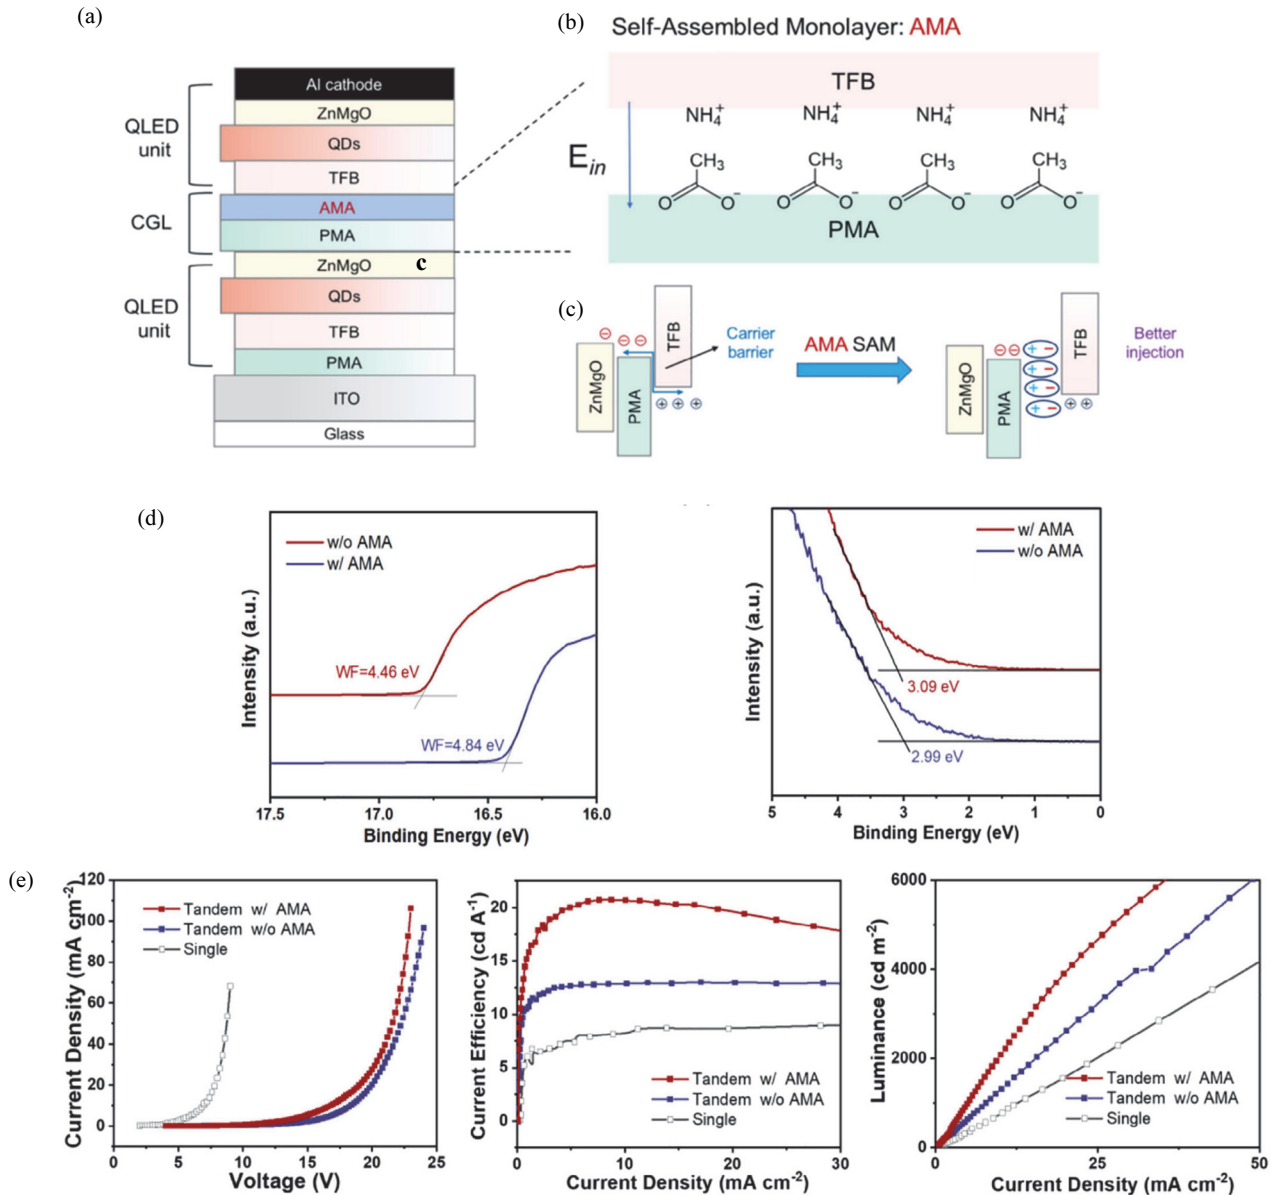 (a)
Al cathode
ZnMgO
QDs
TFB
AMA
PMA
ZnMgO c
QDs
TFB
PMA
ITO
Glass
QLED
unit
CGL
QLED
unit
(b) Self-Assembled Monolayer: AMA
TFB
NH4+ NH4+ NH4+ NH4+
Ein
CH3 CH3 CH3 CH3
O O− O O− O O− O O−
PMA
(c)
ZnMgO
PMA
TFB
Carrier
barrier
AMA SAM
ZnMgO
PMA
TFB
Better
injection
(d)
w/o AMA
w/ AMA
WF=4.46 eV
WF=4.84 eV
Intensity (a.u.)
17.5 17.0 16.5 16.0
Binding Energy (eV)
w/ AMA
w/o AMA
3.09 eV
2.99 eV
Intensity (a.u.)
5 4 3 2 1 0
Binding Energy (eV)
(e)
Current Density (mA cm-2)
120
100
80
60
40
20
0
Tandem w/ AMA
Tandem w/o AMA
Single
0 5 10 15 20 25
Voltage (V)
Current Efficiency (cd A-1)
20
15
10
5
0
Tandem w/ AMA
Tandem w/o AMA
Single
0 10 20 30
Current Density (mA cm-2)
Luminance (cd m-2)
6000
4000
2000
0
Tandem w/ AMA
Tandem w/o AMA
Single
0 25 50
Current Density (mA cm-2)